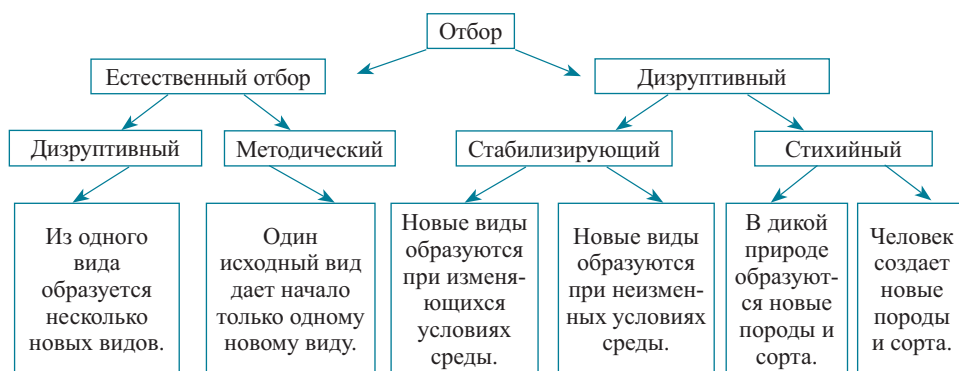 Отбор
Естественный отбор
Дизруптивный
Дизруптивный
Методический
Стабилизирующий
Стихийный
Из одного
вида
образуется
несколько
новых видов.
Один
исходный вид
дает начало
только одному
новому виду.
Новые виды
образуются
при изменя-
ющихся
условиях
среды.
Новые виды
образуются
при неизмен-
ных условиях
среды.
В дикой
природе
образуют-
ся новые
породы и
сорта.
Человек
создает
новые
породы
и сорта.